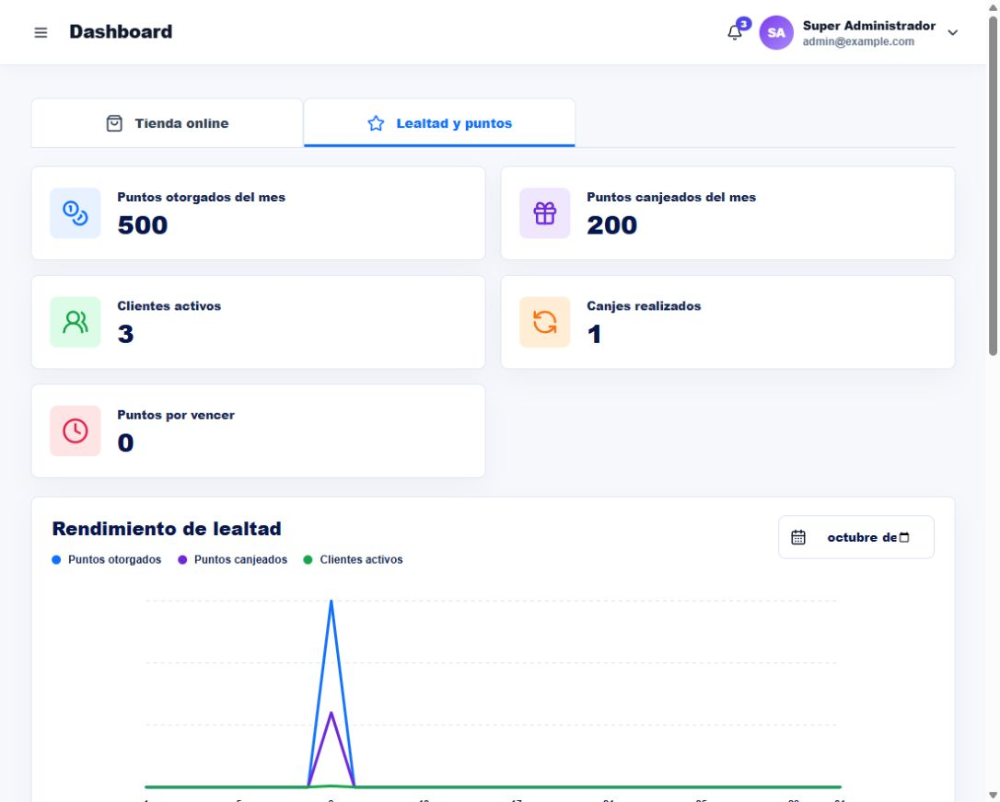 Dashboard
3
SA
Super Administrador
admin@example.com
Tienda online
Lealtad y puntos
Puntos otorgados del mes
500
Puntos canjeados del mes
200
Clientes activos
3
Canjes realizados
1
Puntos por vencer
0
Rendimiento de lealtad
octubre de
Puntos otorgados
Puntos canjeados
Clientes activos